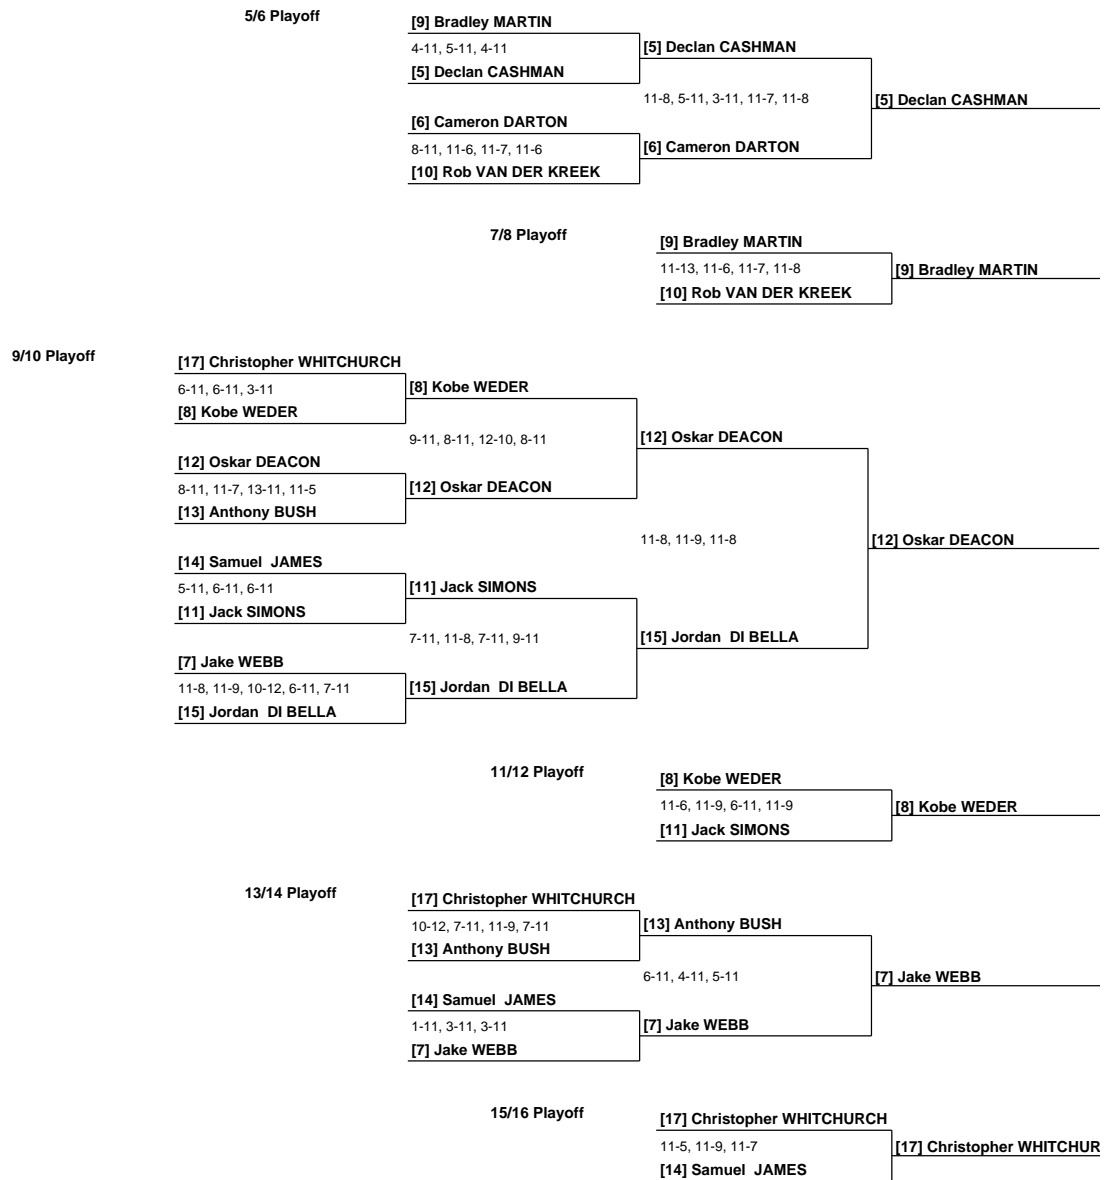 5/6 Playoff
[9] Bradley MARTIN
4-11, 5-11, 4-11
[5] Declan CASHMAN
[5] Declan CASHMAN
11-8, 5-11, 3-11, 11-7, 11-8
[5] Declan CASHMAN
[6] Cameron DARTON
8-11, 11-6, 11-7, 11-6
[6] Cameron DARTON
[10] Rob VAN DER KREEK
7/8 Playoff
[9] Bradley MARTIN
11-13, 11-6, 11-7, 11-8
[9] Bradley MARTIN
[10] Rob VAN DER KREEK
9/10 Playoff
[17] Christopher WHITCHURCH
6-11, 6-11, 3-11
[8] Kobe WEDER
[8] Kobe WEDER
9-11, 8-11, 12-10, 8-11
[12] Oskar DEACON
[12] Oskar DEACON
8-11, 11-7, 13-11, 11-5
[12] Oskar DEACON
[13] Anthony BUSH
11-8, 11-9, 11-8
[12] Oskar DEACON
[14] Samuel  JAMES
5-11, 6-11, 6-11
[11] Jack SIMONS
[11] Jack SIMONS
7-11, 11-8, 7-11, 9-11
[15] Jordan  DI BELLA
[7] Jake WEBB
11-8, 11-9, 10-12, 6-11, 7-11
[15] Jordan  DI BELLA
[15] Jordan  DI BELLA
11/12 Playoff
[8] Kobe WEDER
11-6, 11-9, 6-11, 11-9
[8] Kobe WEDER
[11] Jack SIMONS
13/14 Playoff
[17] Christopher WHITCHURCH
10-12, 7-11, 11-9, 7-11
[13] Anthony BUSH
[13] Anthony BUSH
6-11, 4-11, 5-11
[7] Jake WEBB
[14] Samuel  JAMES
1-11, 3-11, 3-11
[7] Jake WEBB
[7] Jake WEBB
15/16 Playoff
[17] Christopher WHITCHURCH
11-5, 11-9, 11-7
[17] Christopher WHITCHUR
[14] Samuel  JAMES